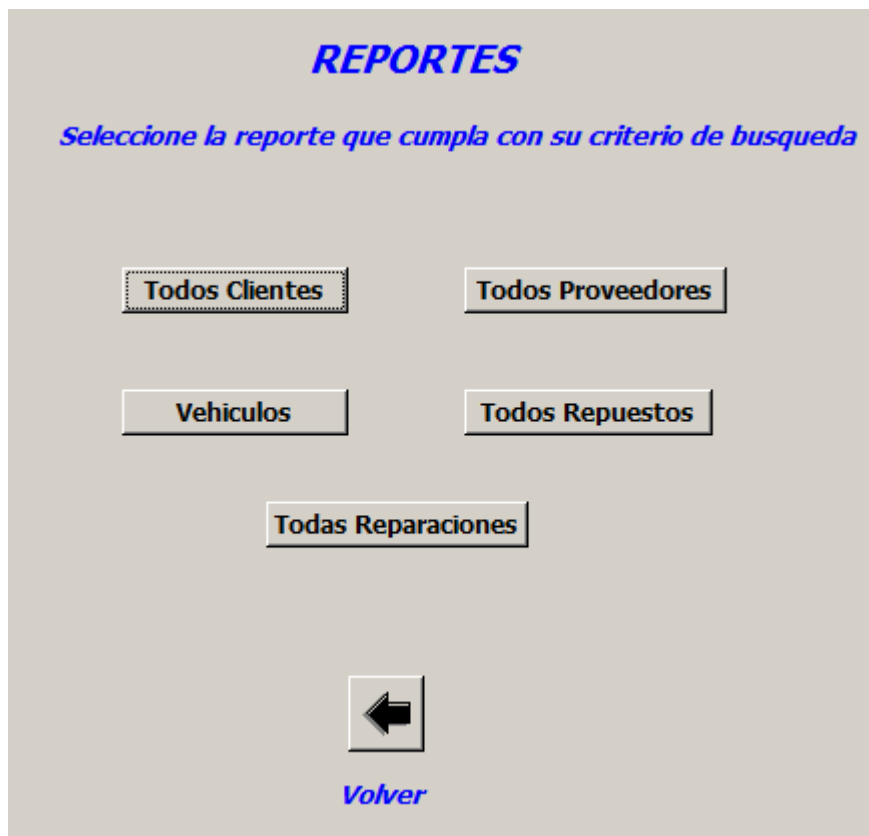 REPORTES
Seleccione la reporte que cumpla con su criterio de busqueda
Todos Clientes
Todos Proveedores
Vehiculos
Todos Repuestos
Todas Reparaciones
Volver